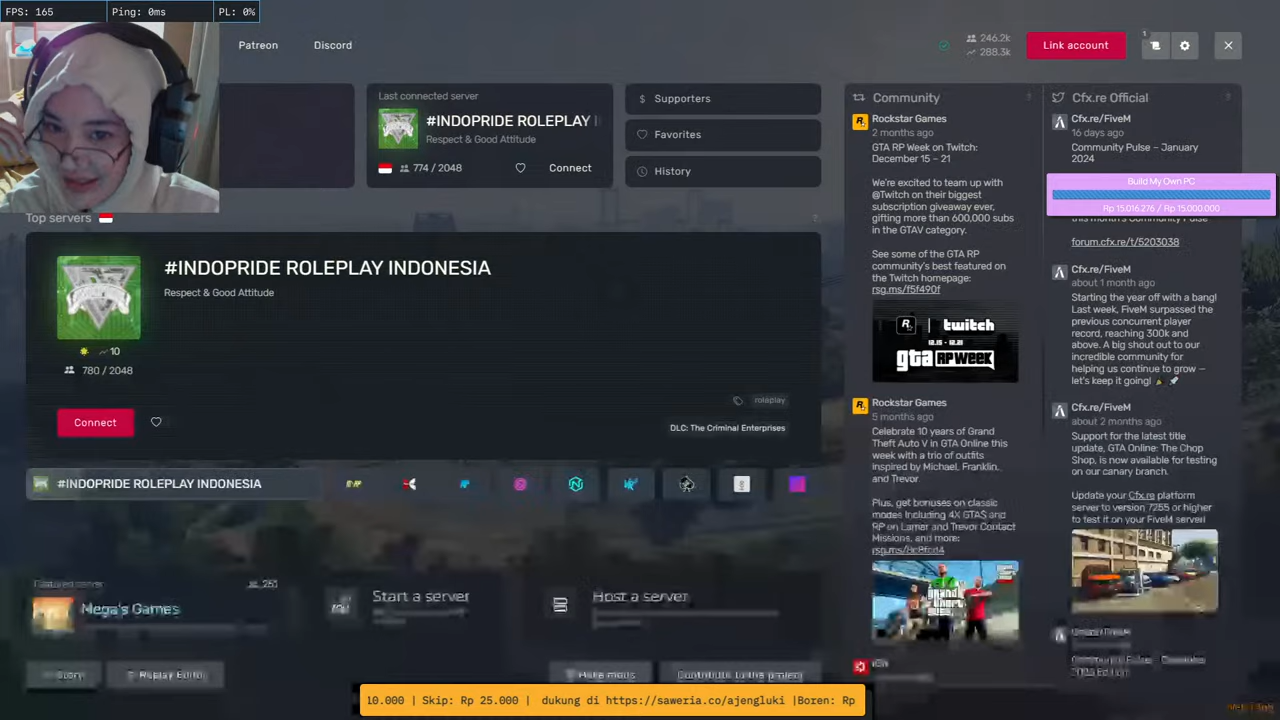 FPS: 165
Ping: 0ms
PL: 0%
Patreon
Discord
246.2k
288.3k
Link account
1
Last connected server
#INDOPRIDE ROLEPLAY I
Respect & Good Attitude
774 / 2048
Connect
Supporters
Favorites
History
Top servers
#INDOPRIDE ROLEPLAY INDONESIA
Respect & Good Attitude
10
780 / 2048
Connect
roleplay
DLC: The Criminal Enterprises
#INDOPRIDE ROLEPLAY INDONESIA
Featured server
Mega's Games
Start a server
Host a server
Replay Editor
Community
Rockstar Games
2 months ago
GTA RP Week on Twitch:
December 15 – 21
We're excited to team up with
@Twitch on their biggest
subscription giveaway ever,
gifting more than 600,000 subs
in the GTAV category.
See some of the GTA RP
community's best featured on
the Twitch homepage:
rsg.ms/f5f490f
R
twitch
12.15 - 12.21
gta RP WEEK
Rockstar Games
5 months ago
Celebrate 10 years of Grand
Theft Auto V in GTA Online this
week with a trio of outfits
inspired by Michael, Franklin,
and Trevor.
Plus, get bonuses on classic
modes including 4X GTA$ and
RP on Lamar and Trevor Contact
Missions, and more:
Cfx.re Official
Cfx.re/FiveM
16 days ago
Community Pulse – January
2024
Build My Own PC
Rp 15.016.276 / Rp 15.000.000
this month's Community Pulse
forum.cfx.re/t/5203038
Cfx.re/FiveM
about 1 month ago
Starting the year off with a bang!
Last week, FiveM surpassed the
previous concurrent player
record, reaching 300k and
above. A big shout out to our
incredible community for
helping us continue to grow –
let's keep it going!
Cfx.re/FiveM
about 2 months ago
Support for the latest title
update, GTA Online: The Chop
Shop, is now available for testing
on our canary branch.
Update your Cfx.re platform
server to version 7265 or higher
to test it on your FiveM server!
10.000 | Skip: Rp 25.000 | dukung di https://saweria.co/ajengluki |Boren: Rp